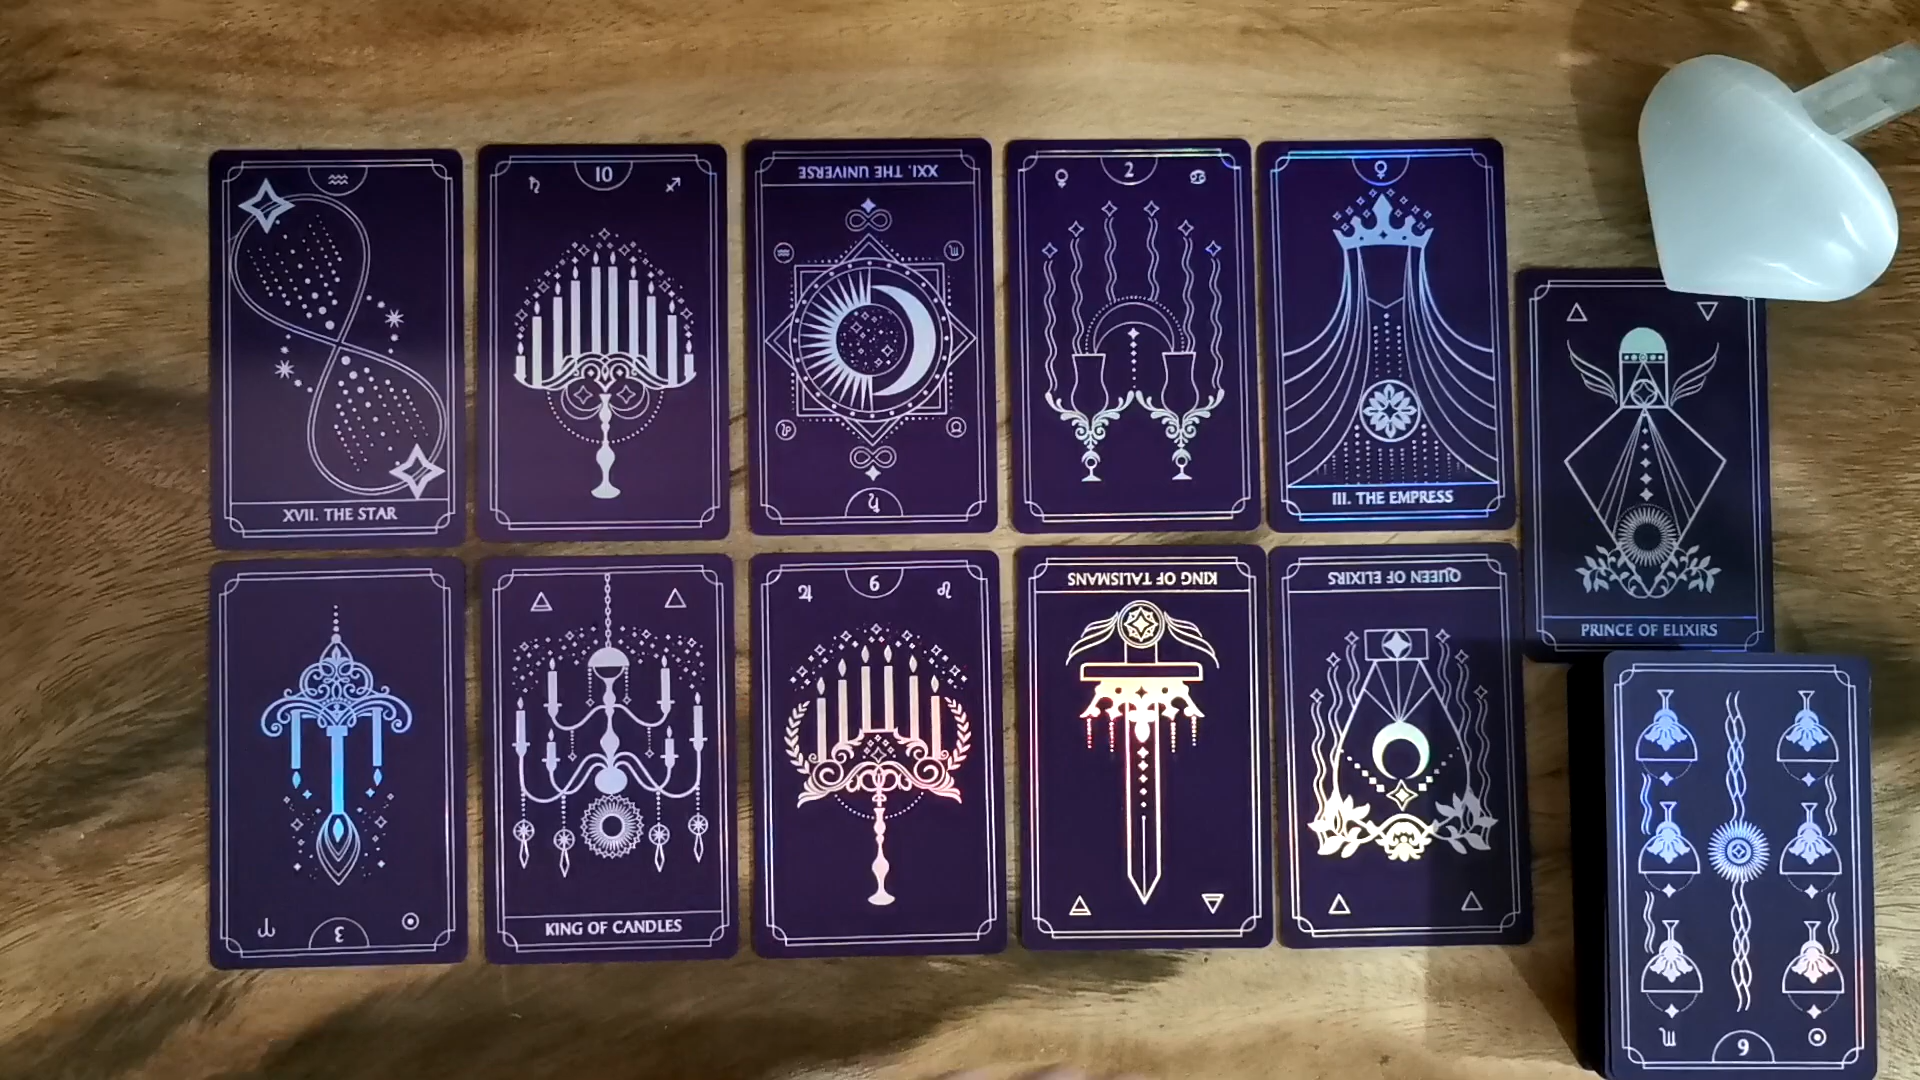 10
XXI. THE UNIVERSE
2
XVII. THE STAR
III. THE EMPRESS
PRINCE OF ELIXIRS
6
KING OF TALISMANS
QUEEN OF ELIXIRS
3
KING OF CANDLES
6